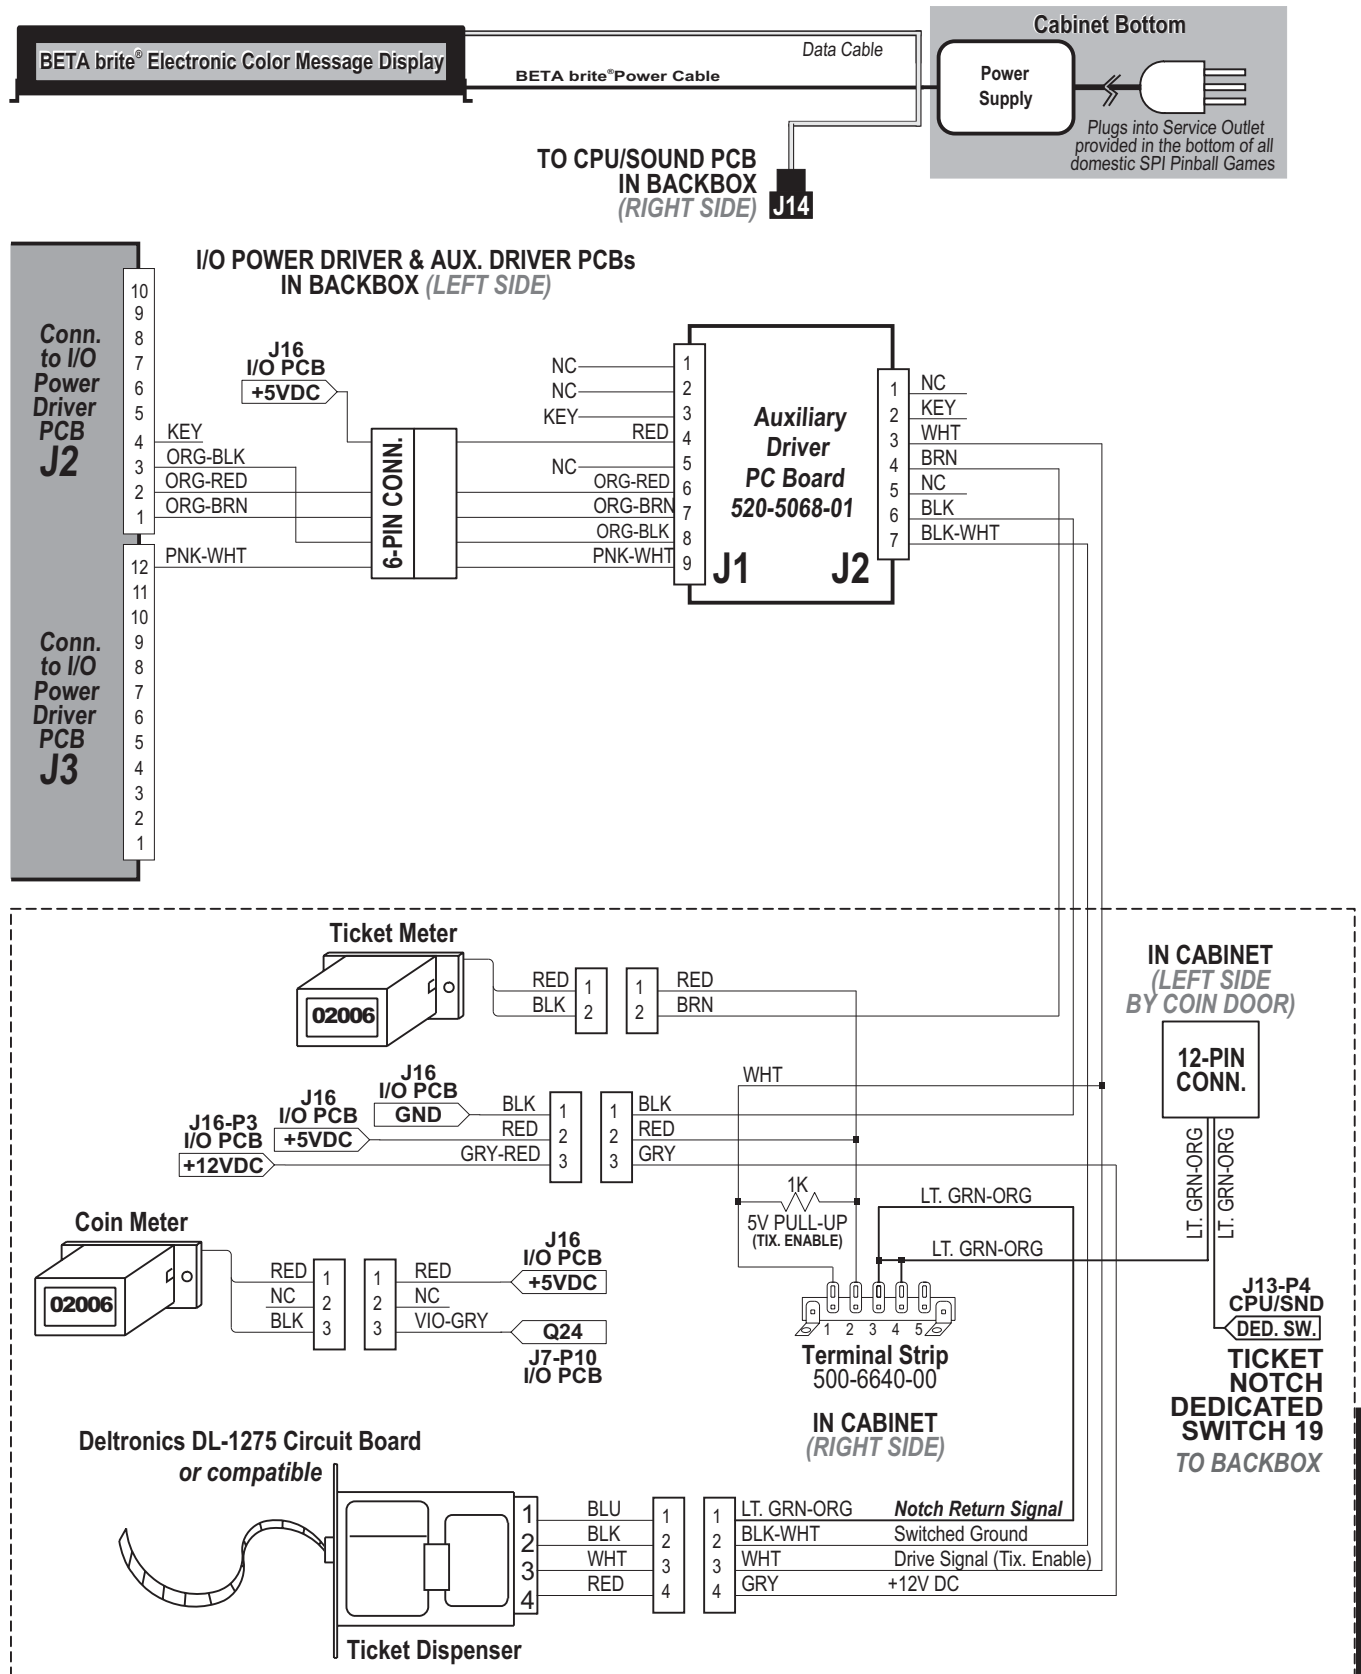 BETA brite® Electronic Color Message Display
Data Cable
BETA brite® Power Cable
Cabinet Bottom
Power
Supply
Plugs into Service Outlet
provided in the bottom of all
domestic SPI Pinball Games
TO CPU/SOUND PCB
IN BACKBOX
(RIGHT SIDE)
J14
I/O POWER DRIVER & AUX. DRIVER PCBs
IN BACKBOX (LEFT SIDE)
Conn.
to I/O
Power
Driver
PCB
J2
10
9
8
7
6
5
4
3
2
1
KEY
ORG-BLK
ORG-RED
ORG-BRN
J16
I/O PCB
+5VDC
6-PIN CONN.
NC
NC
KEY
RED
NC
ORG-RED
ORG-BRN
ORG-BLK
PNK-WHT
1
2
3
4
5
6
7
8
9
Auxiliary
Driver
PC Board
520-5068-01
J1
J2
1
2
3
4
5
6
7
NC
KEY
WHT
BRN
NC
BLK
BLK-WHT
Conn.
to I/O
Power
Driver
PCB
J3
12
11
10
9
8
7
6
5
4
3
2
1
PNK-WHT
Ticket Meter
02006
RED
BLK
1
2
1
2
RED
BRN
IN CABINET
(LEFT SIDE
BY COIN DOOR)
12-PIN
CONN.
LT. GRN-ORG
LT. GRN-ORG
J16
I/O PCB
GND
J16
I/O PCB
+5VDC
J16-P3
I/O PCB
+12VDC
BLK
RED
GRY-RED
1
2
3
1
2
3
BLK
RED
GRY
WHT
1K
5V PULL-UP
(TIX. ENABLE)
LT. GRN-ORG
LT. GRN-ORG
Coin Meter
02006
RED
NC
BLK
1
2
3
1
2
3
RED
NC
VIO-GRY
J16
I/O PCB
+5VDC
Q24
J7-P10
I/O PCB
1 2 3 4 5
Terminal Strip
500-6640-00
IN CABINET
(RIGHT SIDE)
J13-P4
CPU/SND
DED. SW.
TICKET
NOTCH
DEDICATED
SWITCH 19
TO BACKBOX
Deltronics DL-1275 Circuit Board
or compatible
1
2
3
4
BLU
BLK
WHT
RED
1
2
3
4
1
2
3
4
LT. GRN-ORG Notch Return Signal
BLK-WHT Switched Ground
WHT Drive Signal (Tix. Enable)
GRY +12V DC
Ticket Dispenser